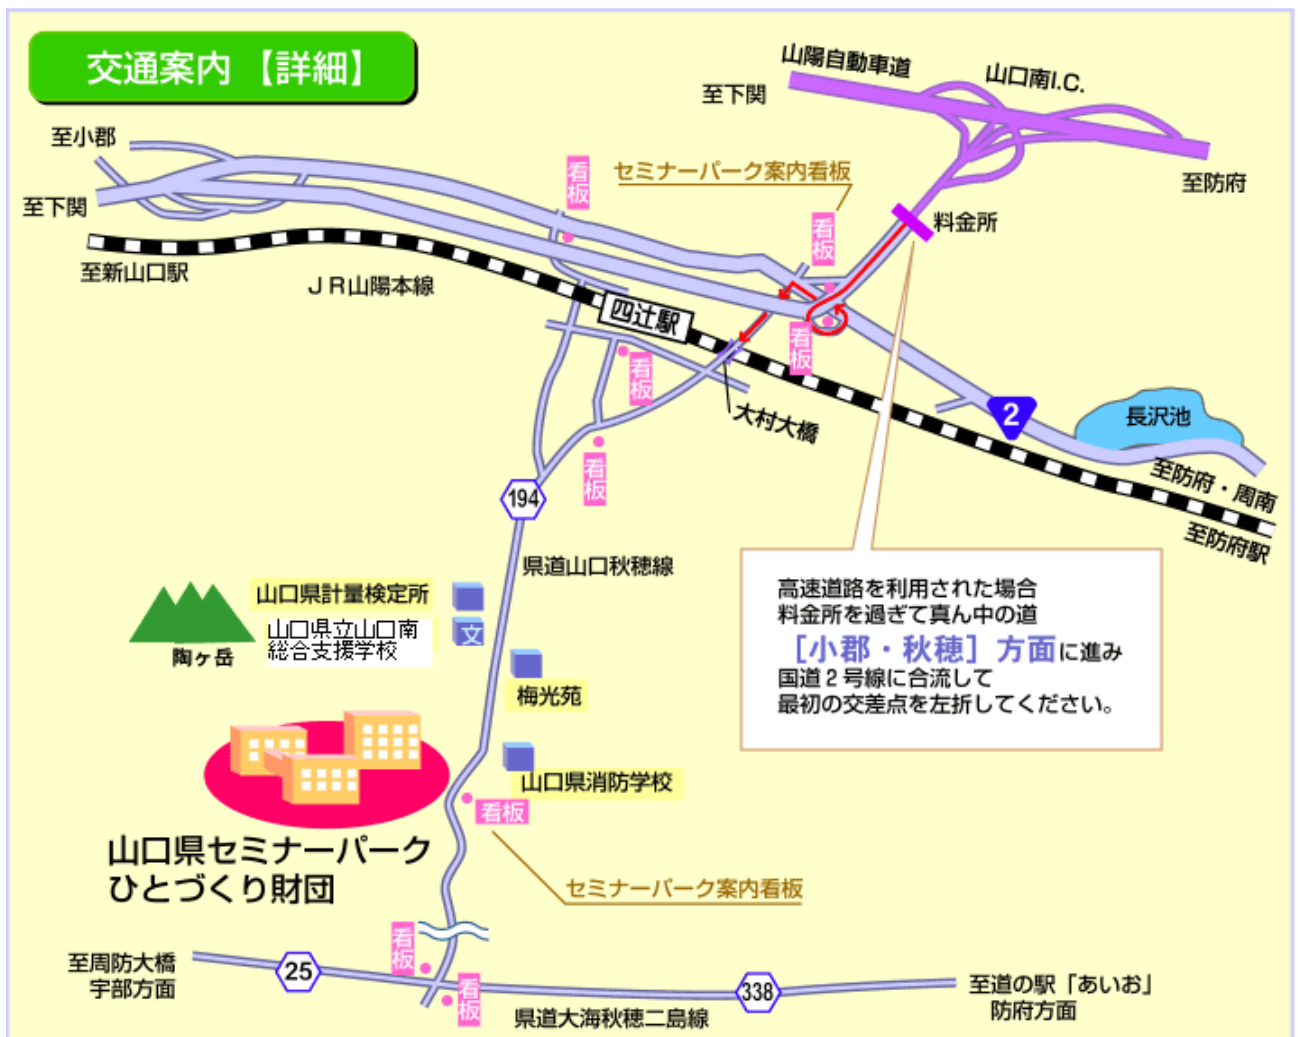 交通案内【詳細】
山陽自動車道
山口南I.C.
至下関
至小郡
看板
セミナーパーク案内看板
至防府
至下関
看板
料金所
至新山口駅
JR山陽本線
四辻駅
看板
看板
大村大橋
2
長沢池
看板
194
至防府・周南
至防府駅
県道山口秋穂線
高速道路を利用された場合
料金所を過ぎて真ん中の道
［小郡・秋穂］方面に進み
国道2号線に合流して
最初の交差点を左折してください。
山口県計量検定所
山口県立山口南
総合支援学校
文
陶ヶ岳
梅光苑
山口県消防学校
看板
山口県セミナーパーク
ひとづくり財団
セミナーパーク案内看板
看板
至周防大橋
宇部方面
25
看板
338
至道の駅「あいお」
防府方面
県道大海秋穂二島線